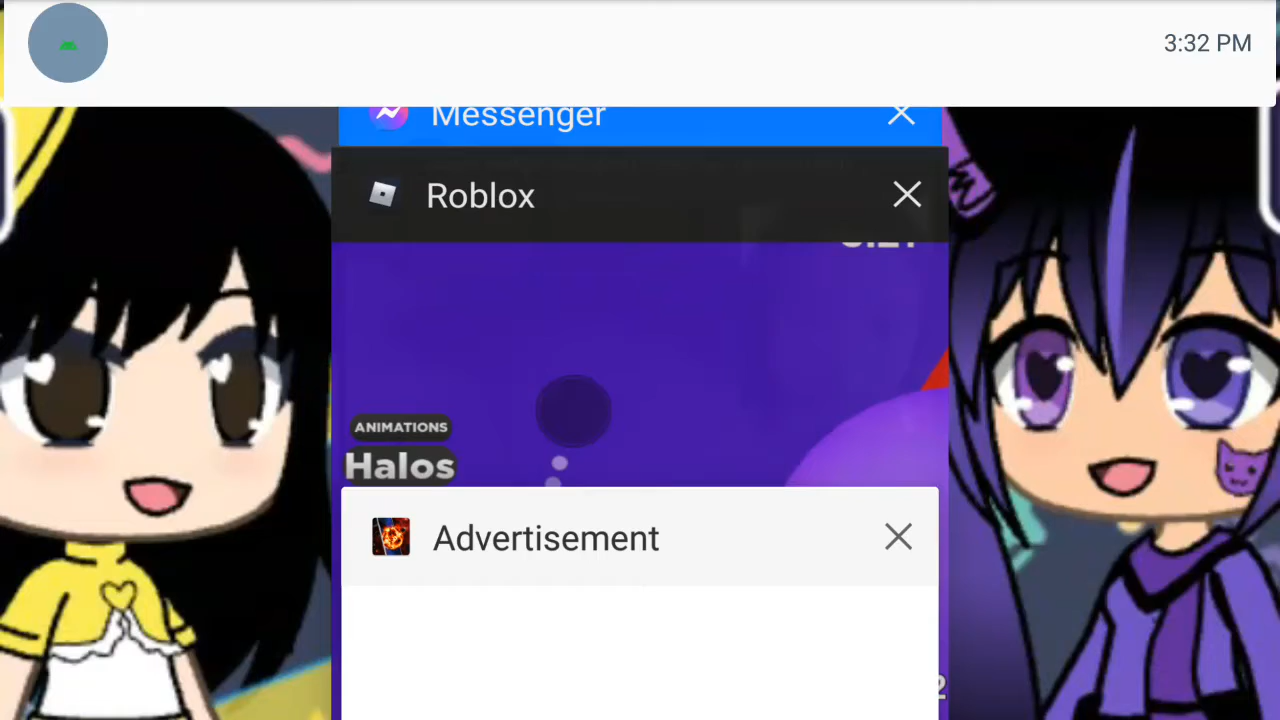 3:32 PM
Messenger
Roblox
ANIMATIONS
Halos
Advertisement